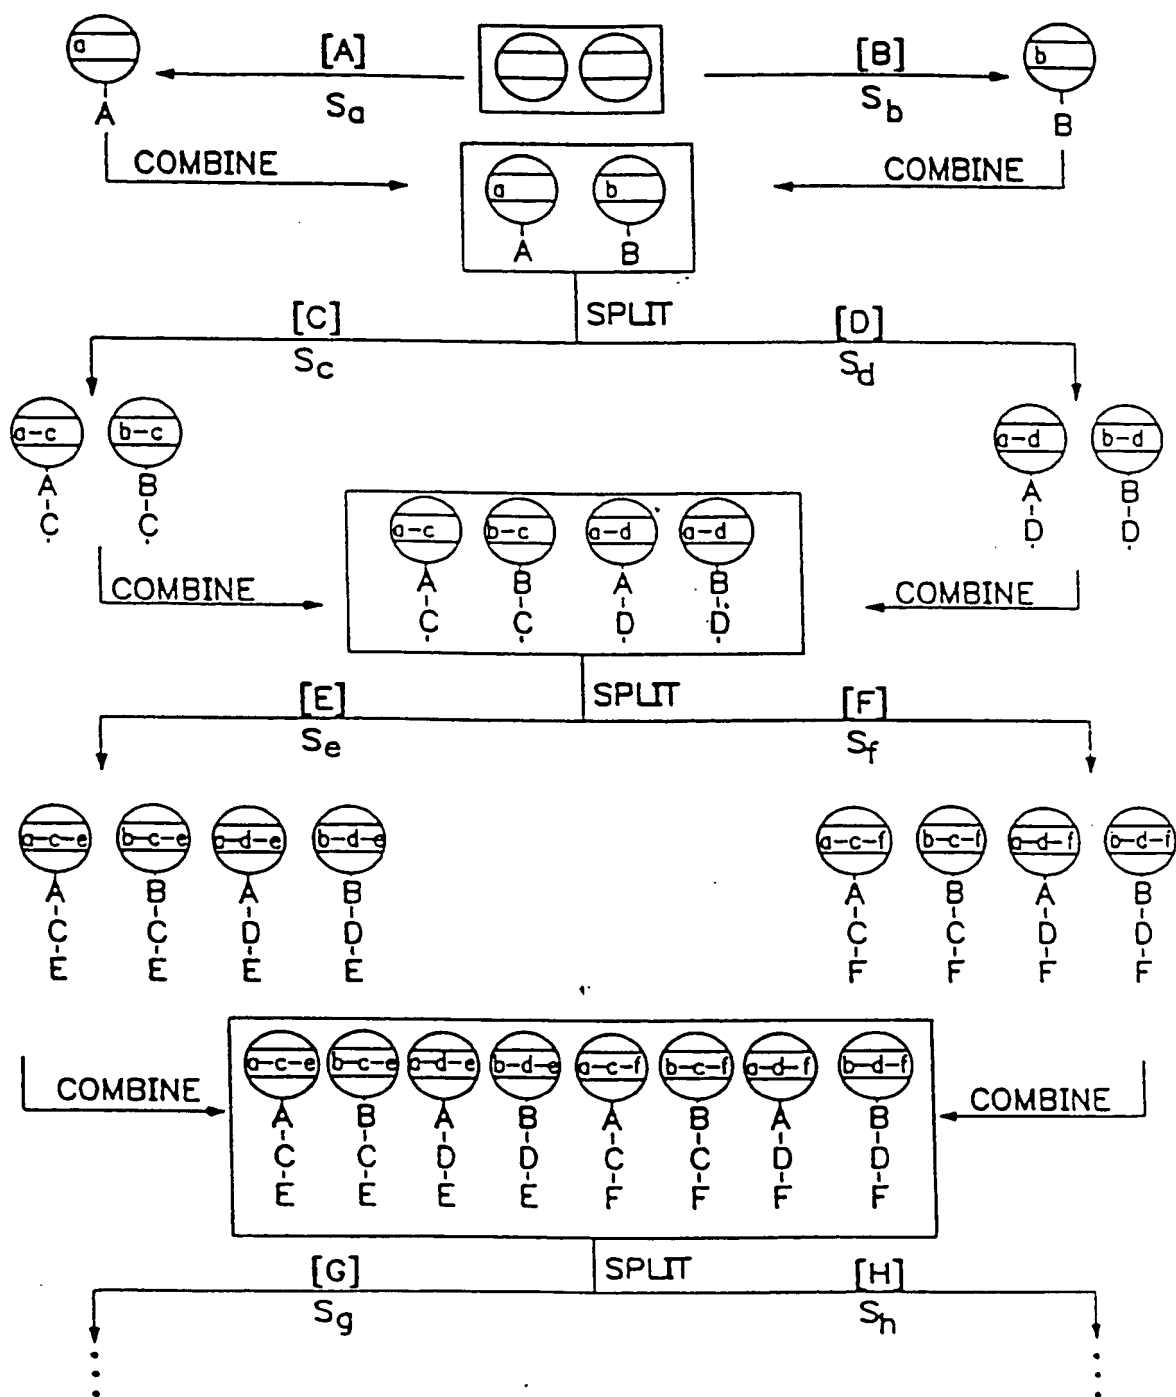 a [A] [B] b
Sa Sb
A B
COMBINE COMBINE
a b
A B
[C] SPLIT [D]
Sc Sd
a-c b-c a-d b-d
A B A B
C C D D
a-c b-c a-d a-d
COMBINE COMBINE
A B A B
C C D D
[E] SPLIT [F]
Se Sf
a-c-e b-c-e a-d-e b-d-e a-c-f b-c-f a-d-f b-d-f
A B A B A B A B
C C D D C C D D
E E E E F F F F
a-c-e b-c-e a-d-e b-d-e a-c-f b-c-f a-d-f b-d-f
COMBINE COMBINE
A B A B A B A B
C C D D C C D D
E E E E F F F F
[G] SPLIT [H]
Sg Sh